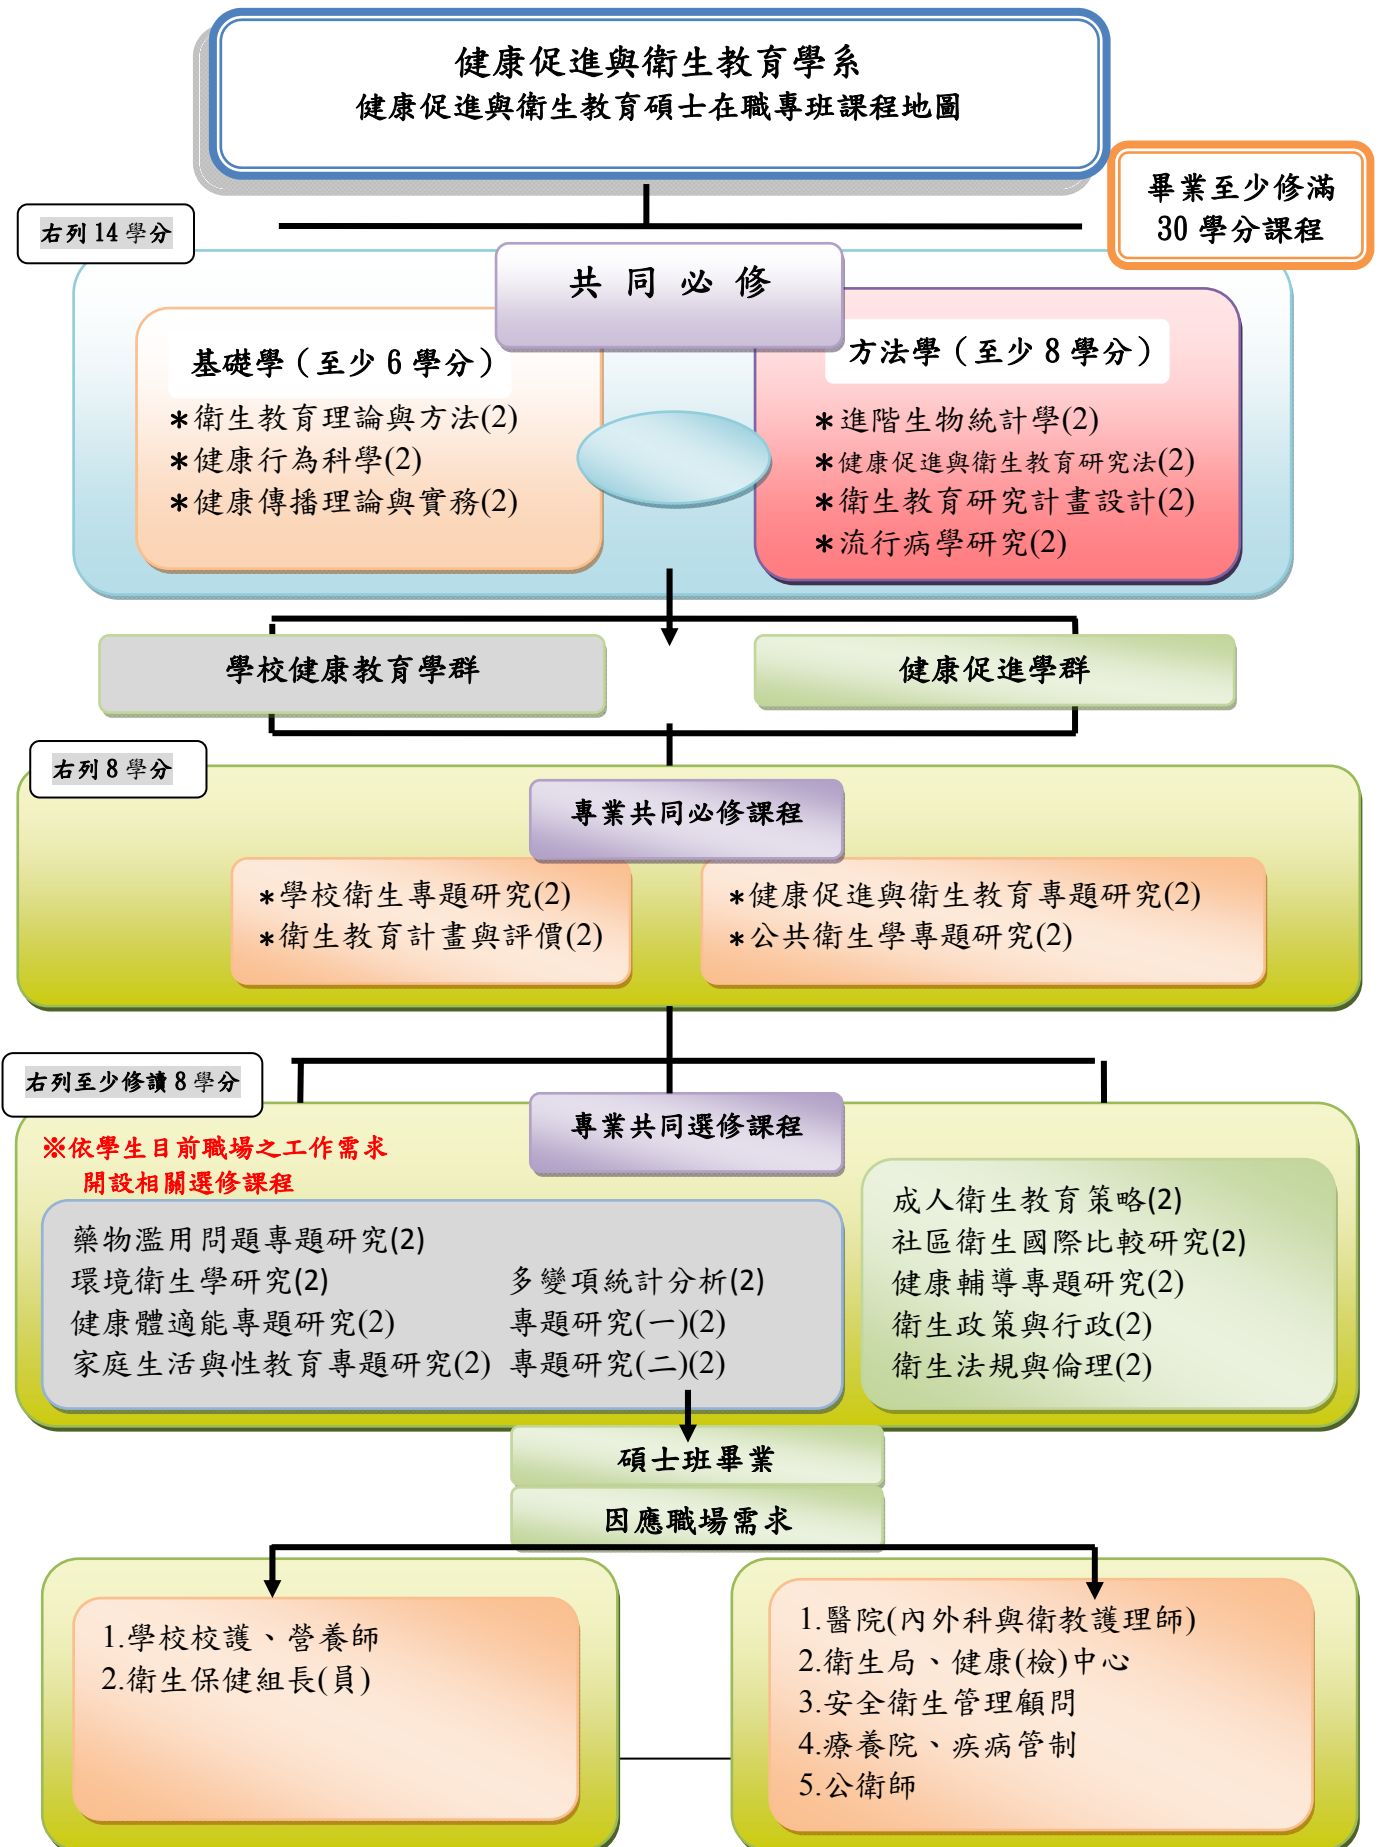 健康促進與衛生教育學系
健康促進與衛生教育碩士在職專班課程地圖
畢業至少修滿
30 學分課程
右列 14 學分
共 同 必 修
基礎學（至少 6 學分）
*衛生教育理論與方法(2)
*健康行為科學(2)
*健康傳播理論與實務(2)
方法學（至少 8 學分）
*進階生物統計學(2)
*健康促進與衛生教育研究法(2)
*衛生教育研究計畫設計(2)
*流行病學研究(2)
學校健康教育學群
健康促進學群
右列 8 學分
專業共同必修課程
*學校衛生專題研究(2)
*衛生教育計畫與評價(2)
*健康促進與衛生教育專題研究(2)
*公共衛生學專題研究(2)
右列至少修讀 8 學分
專業共同選修課程
※依學生目前職場之工作需求
開設相關選修課程
藥物濫用問題專題研究(2)
環境衛生學研究(2)
健康體適能專題研究(2)
家庭生活與性教育專題研究(2)
多變項統計分析(2)
專題研究(一)(2)
專題研究(二)(2)
成人衛生教育策略(2)
社區衛生國際比較研究(2)
健康輔導專題研究(2)
衛生政策與行政(2)
衛生法規與倫理(2)
碩士班畢業
因應職場需求
1.學校校護、營養師
2.衛生保健組長(員)
1.醫院(內外科與衛教護理師)
2.衛生局、健康(檢)中心
3.安全衛生管理顧問
4.療養院、疾病管制
5.公衛師